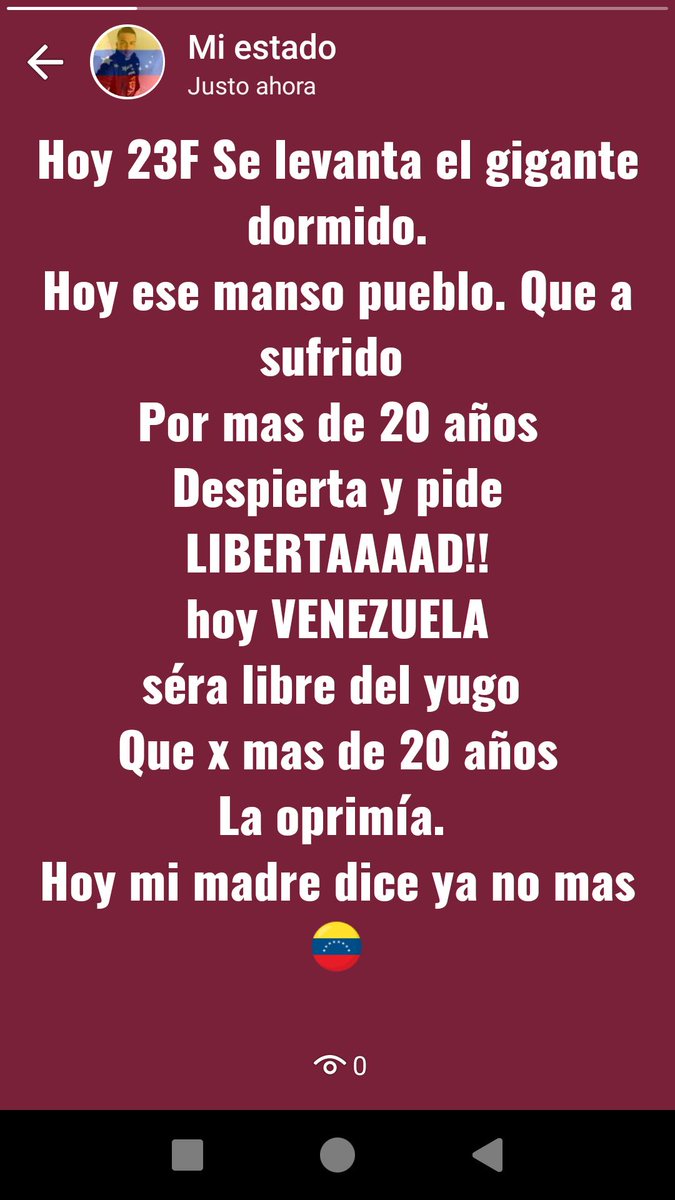 Mi estado
Justo ahora
Hoy 23F Se levanta el gigante
dormido.
Hoy ese manso pueblo. Que a
sufrido
Por mas de 20 años
Despierta y pide
LIBERTAAAAD!!
hoy VENEZUELA
séra libre del yugo
Que x mas de 20 años
La oprimía.
Hoy mi madre dice ya no mas
0